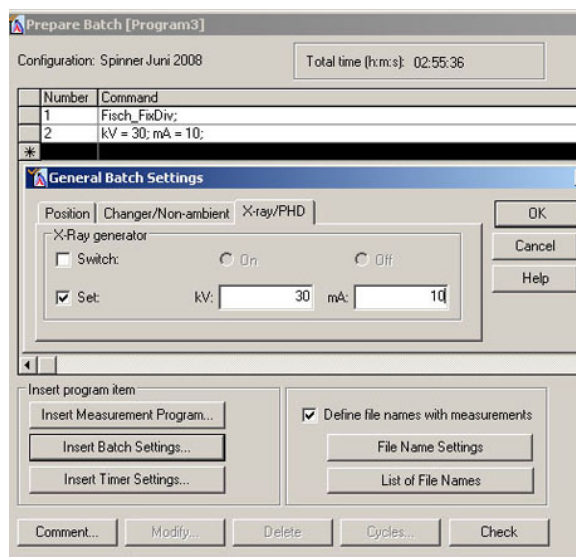 Prepare Batch [Program3]
Configuration: Spinner Juni 2008
Total time (h:m:s): 02:55:36
Number Command
1 Fisch_FixDiv;
2 kV = 30; mA = 10;
*
General Batch Settings
Position Changer/Non-ambient X-ray/PHD
X-Ray generator
Switch: On Off
Set: kV: 30 mA: 10
OK
Cancel
Help
Insert program item
Insert Measurement Program...
Insert Batch Settings...
Insert Timer Settings...
Define file names with measurements
File Name Settings
List of File Names
Comment... Modify... Delete Cycles... Check